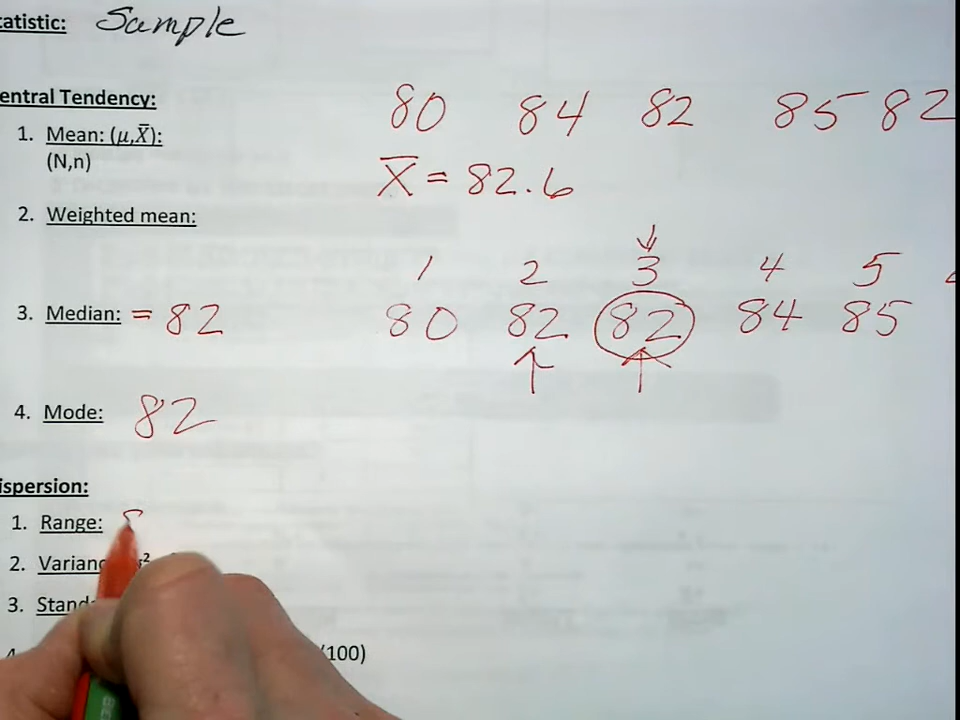 tatistic: Sample
entral Tendency:
80 84 82 85 82
1. Mean: (μ,X̄):
(N,n)
X̄ = 82.6
2. Weighted mean:
1 2 3 4 5
3. Median: = 82 80 82 82 84 85
4. Mode: 82
ispersion:
1. Range:
2. Varianc
3. Stand
/100)